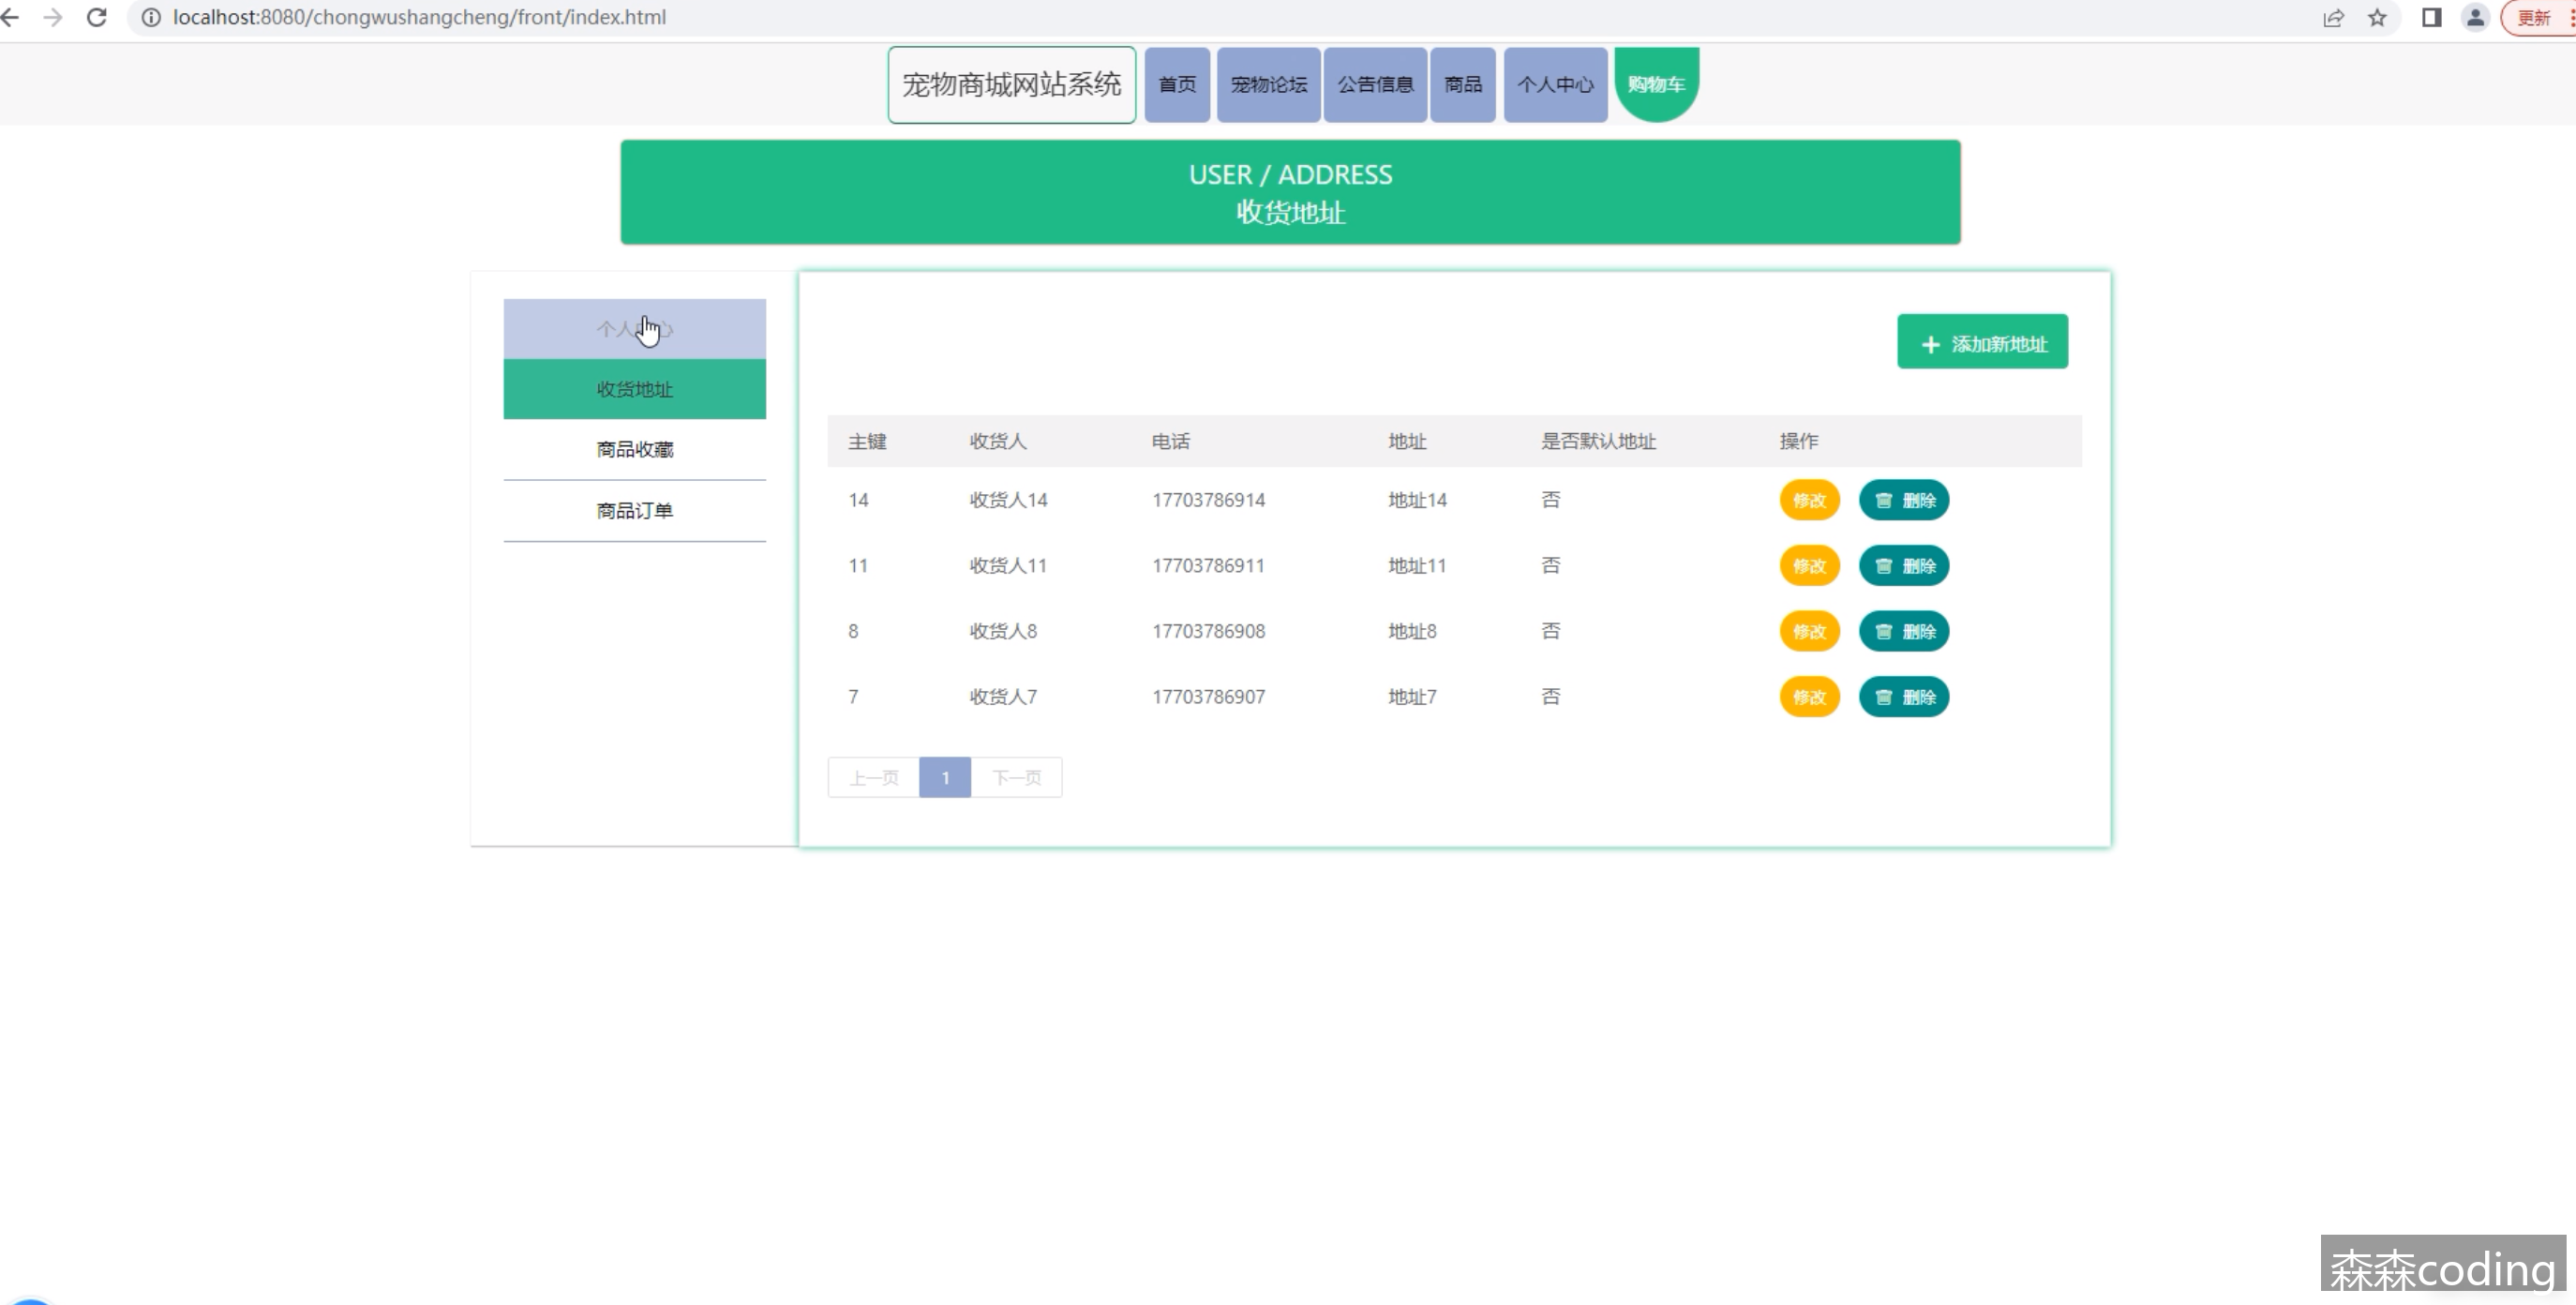 localhost:8080/chongwushangcheng/front/index.html
更新
宠物商城网站系统 首页 宠物论坛 公告信息 商品 个人中心 购物车
USER / ADDRESS
收货地址
个人中心
收货地址
商品收藏
商品订单
添加新地址
主键 收货人 电话 地址 是否默认地址 操作
14 收货人14 17703786914 地址14 否 修改 删除
11 收货人11 17703786911 地址11 否 修改 删除
8 收货人8 17703786908 地址8 否 修改 删除
7 收货人7 17703786907 地址7 否 修改 删除
上一页 1 下一页
森森coding